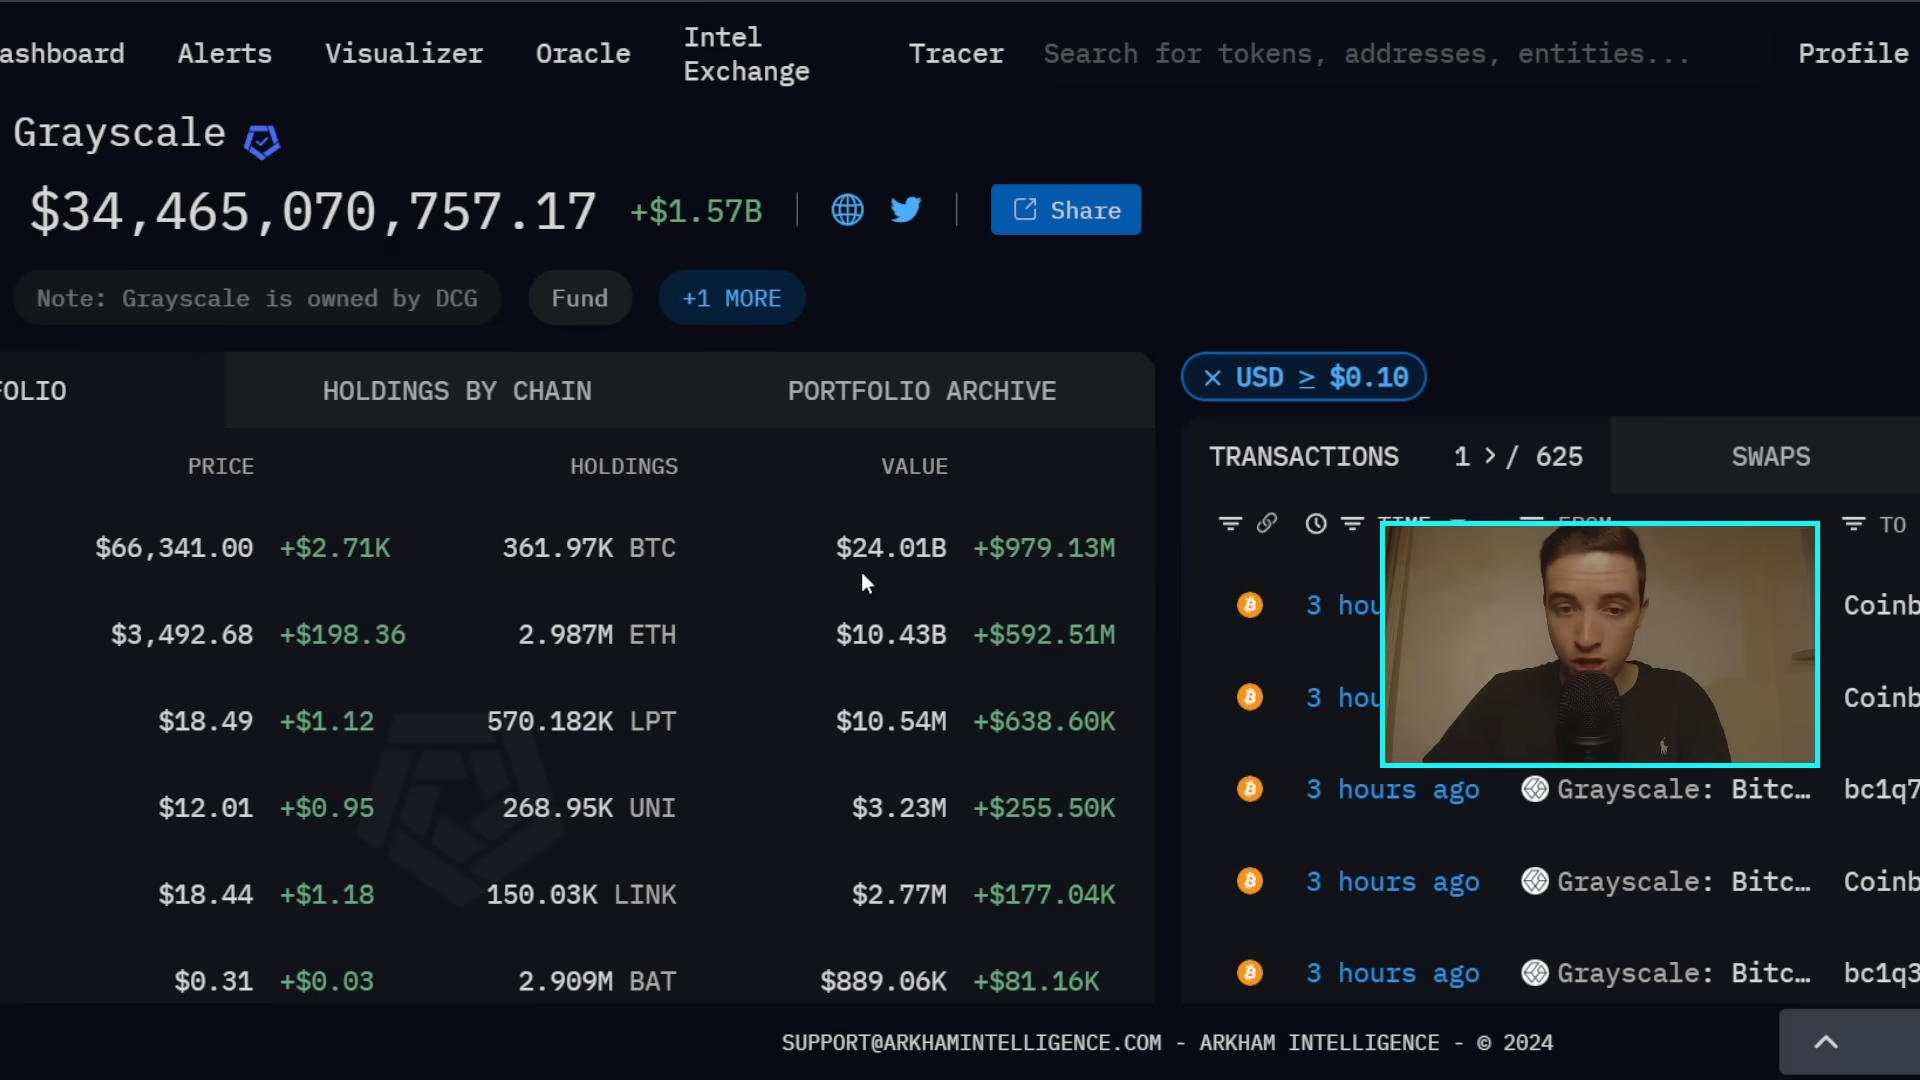 ashboard Alerts Visualizer Oracle Intel Exchange Tracer Search for tokens, addresses, entities... Profile
Grayscale
$34,465,070,757.17 +$1.57B Share
Note: Grayscale is owned by DCG Fund +1 MORE
FOLIO HOLDINGS BY CHAIN PORTFOLIO ARCHIVE
PRICE HOLDINGS VALUE
$66,341.00 +$2.71K 361.97K BTC $24.01B +$979.13M
$3,492.68 +$198.36 2.987M ETH $10.43B +$592.51M
$18.49 +$1.12 570.182K LPT $10.54M +$638.60K
$12.01 +$0.95 268.95K UNI $3.23M +$255.50K
$18.44 +$1.18 150.03K LINK $2.77M +$177.04K
$0.31 +$0.03 2.909M BAT $889.06K +$81.16K
× USD ≥ $0.10
TRANSACTIONS 1 > / 625 SWAPS
TIME FROM TO
3 hou Coinb
3 hou Coinb
3 hours ago Grayscale: Bitc… bc1q7
3 hours ago Grayscale: Bitc… Coinb
3 hours ago Grayscale: Bitc… bc1q3
SUPPORT@ARKHAMINTELLIGENCE.COM - ARKHAM INTELLIGENCE - © 2024